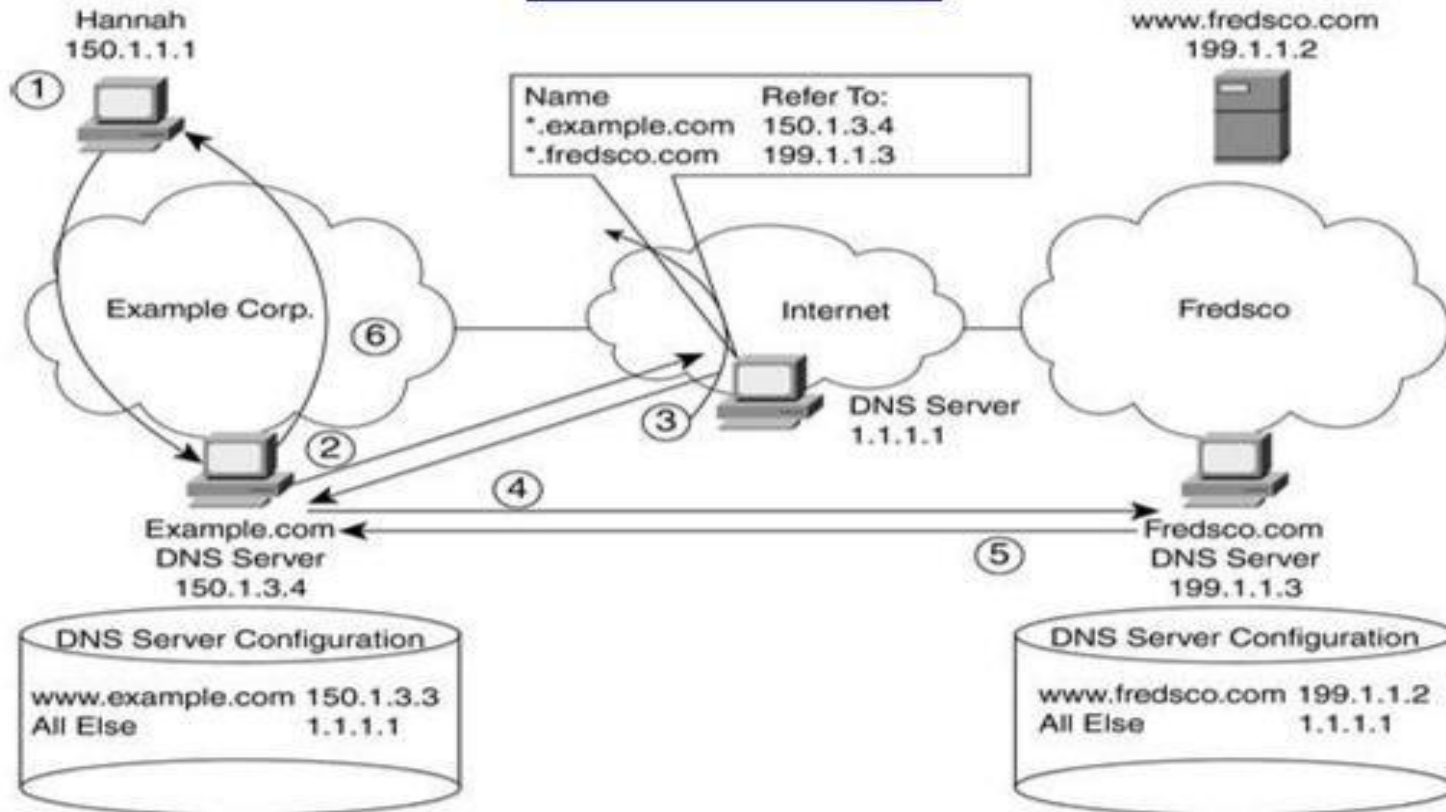 Hannah
150.1.1.1
1
www.fredsco.com
199.1.1.2
Name Refer To:
*.example.com 150.1.3.4
*.fredsco.com 199.1.1.3
Example Corp.
6
Internet
Fredsco
3
DNS Server
1.1.1.1
2
4
5
Example.com
DNS Server
150.1.3.4
Fredsco.com
DNS Server
199.1.1.3
DNS Server Configuration
www.example.com 150.1.3.3
All Else 1.1.1.1
DNS Server Configuration
www.fredsco.com 199.1.1.2
All Else 1.1.1.1